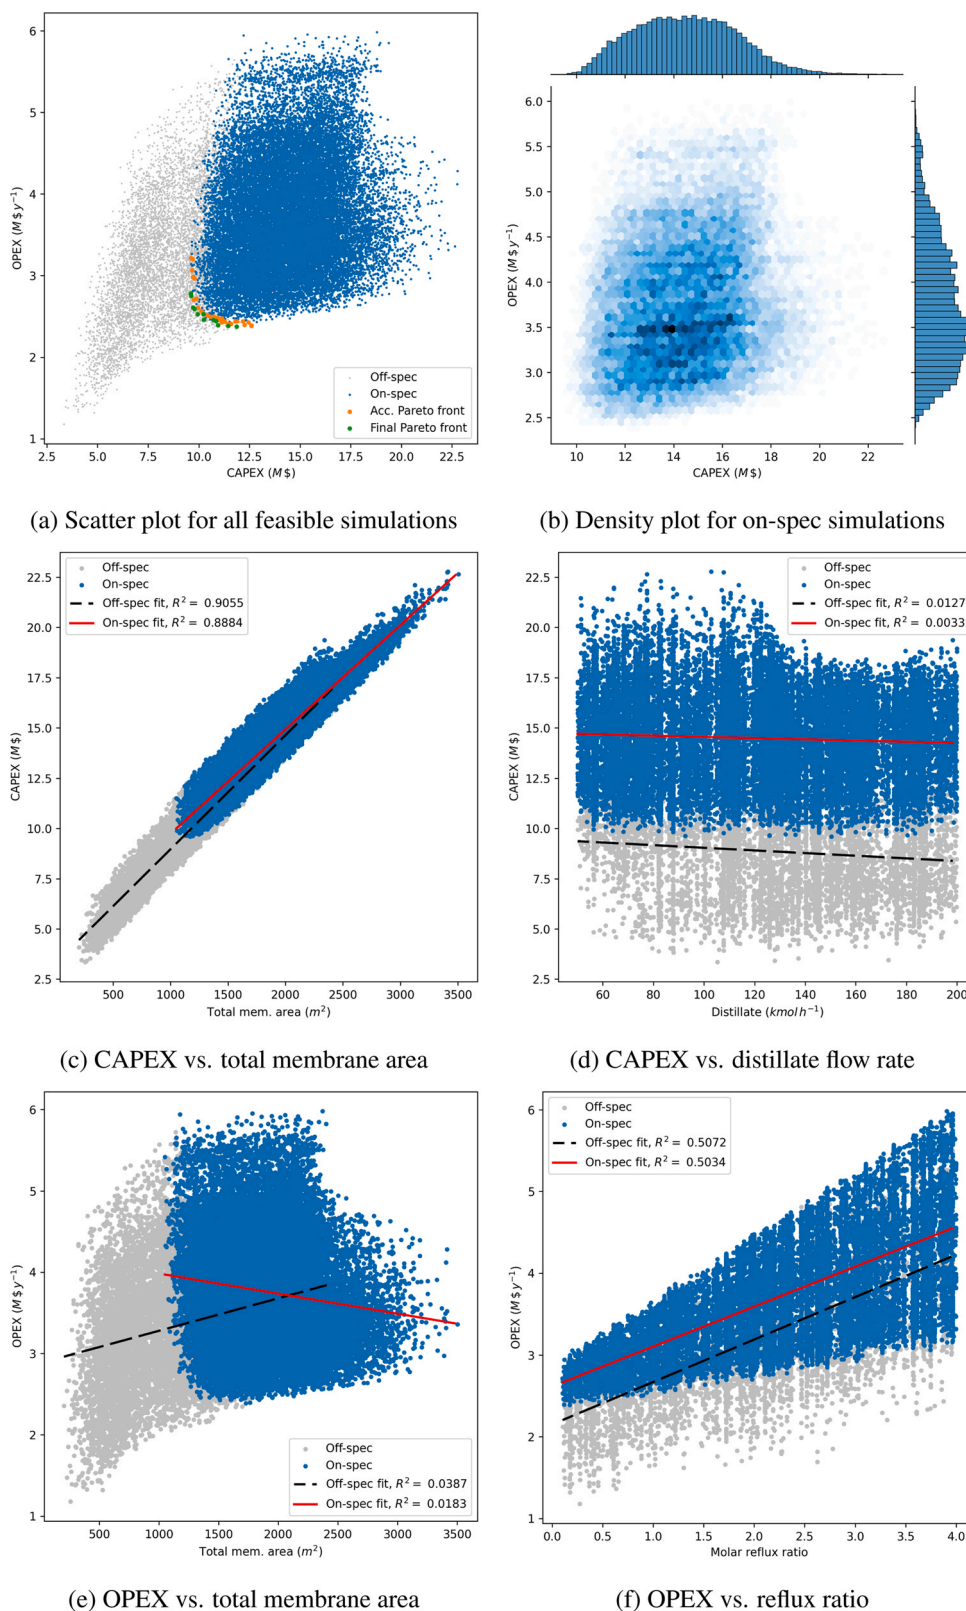 6
5
4
3
2
1
OPEX (M $ y⁻¹)
Off-spec
On-spec
Acc. Pareto front
Final Pareto front
2.5 5.0 7.5 10.0 12.5 15.0 17.5 20.0 22.5
CAPEX (M $)
6.0
5.5
5.0
4.5
4.0
3.5
3.0
2.5
OPEX (M $ y⁻¹)
10 12 14 16 18 20 22
CAPEX (M $)
(a) Scatter plot for all feasible simulations
(b) Density plot for on-spec simulations
Off-spec
On-spec
Off-spec fit, R² = 0.9055
On-spec fit, R² = 0.8884
22.5
20.0
17.5
15.0
12.5
10.0
7.5
5.0
2.5
CAPEX (M $)
500 1000 1500 2000 2500 3000 3500
Total mem. area (m²)
Off-spec
On-spec
Off-spec fit, R² = 0.0127
On-spec fit, R² = 0.0033
22.5
20.0
17.5
15.0
12.5
10.0
7.5
5.0
2.5
CAPEX (M $)
60 80 100 120 140 160 180 200
Distillate (kmol h⁻¹)
(c) CAPEX vs. total membrane area
(d) CAPEX vs. distillate flow rate
6
5
4
3
2
1
OPEX (M $ y⁻¹)
Off-spec
On-spec
Off-spec fit, R² = 0.0387
On-spec fit, R² = 0.0183
500 1000 1500 2000 2500 3000 3500
Total mem. area (m²)
Off-spec
On-spec
Off-spec fit, R² = 0.5072
On-spec fit, R² = 0.5034
6
5
4
3
2
1
OPEX (M $ y⁻¹)
0.0 0.5 1.0 1.5 2.0 2.5 3.0 3.5 4.0
Molar reflux ratio
(e) OPEX vs. total membrane area
(f) OPEX vs. reflux ratio